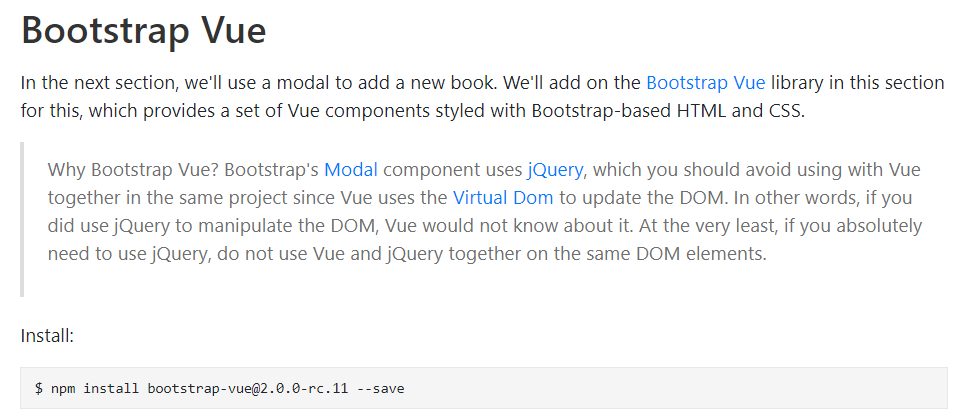 Bootstrap Vue
In the next section, we'll use a modal to add a new book. We'll add on the Bootstrap Vue library in this section
for this, which provides a set of Vue components styled with Bootstrap-based HTML and CSS.
Why Bootstrap Vue? Bootstrap's Modal component uses jQuery, which you should avoid using with Vue
together in the same project since Vue uses the Virtual Dom to update the DOM. In other words, if you
did use jQuery to manipulate the DOM, Vue would not know about it. At the very least, if you absolutely
need to use jQuery, do not use Vue and jQuery together on the same DOM elements.
Install:
$ npm install bootstrap-vue@2.0.0-rc.11 --save